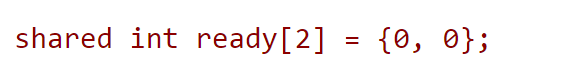 shared int ready[2] = {0, 0};